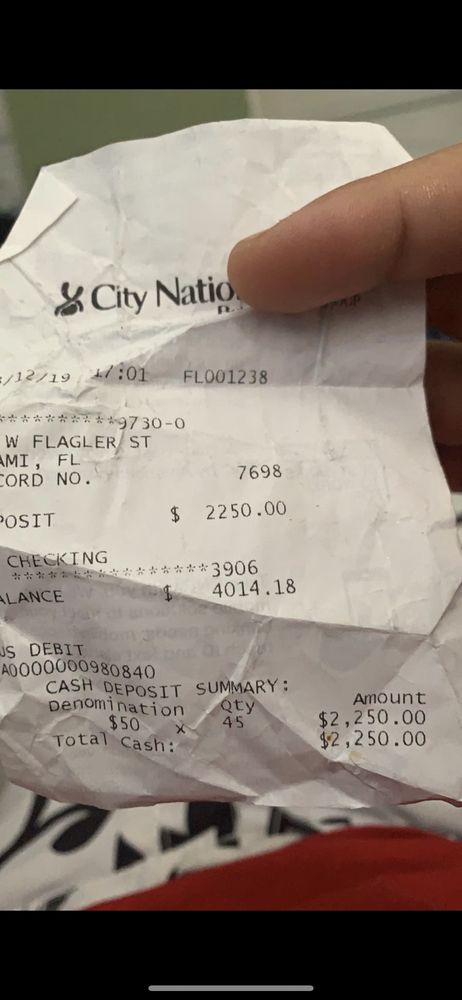 City Natio
/12/19 17:01 FL001238
***********9730-0
W FLAGLER ST
AMI, FL
CORD NO. 7698
POSIT $ 2250.00
CHECKING
****************3906
ALANCE $ 4014.18
US DEBIT
A0000000980840
CASH DEPOSIT SUMMARY:
Denomination Qty Amount
$50 x 45 $2,250.00
Total Cash: $2,250.00